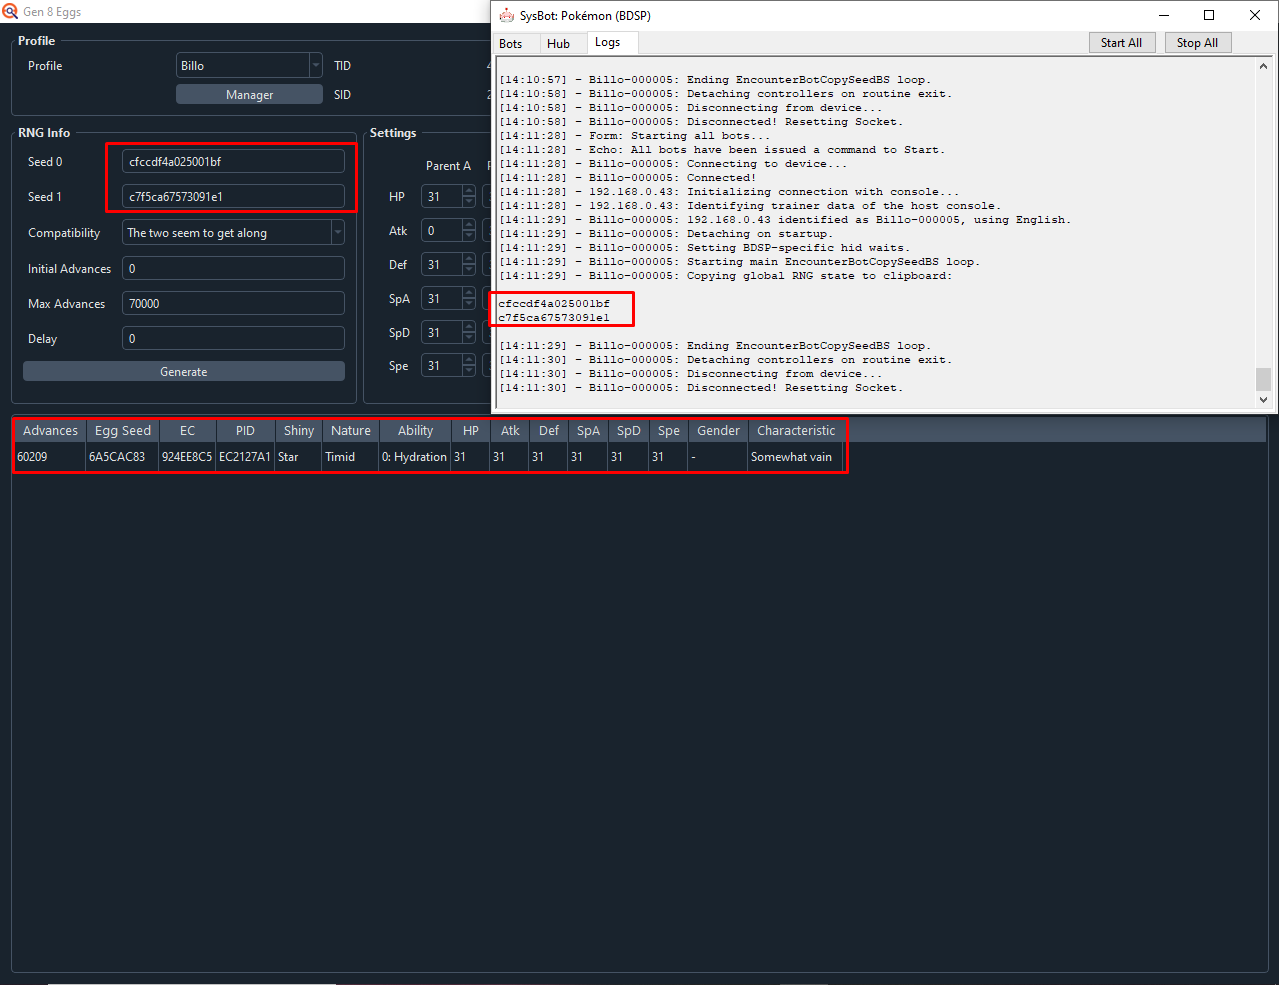 Gen 8 Eggs
Profile
Profile
Billo
TID
Manager
SID
RNG Info
Seed 0
cfccdf4a025001bf
Seed 1
c7f5ca67573091e1
Compatibility
The two seem to get along
Initial Advances
0
Max Advances
70000
Delay
0
Generate
Settings
Parent A
HP
31
Atk
0
Def
31
SpA
31
SpD
31
Spe
31
SysBot: Pokémon (BDSP)
Bots Hub Logs
Start All Stop All
[14:10:57] - Billo-000005: Ending EncounterBotCopySeedBS loop.
[14:10:58] - Billo-000005: Detaching controllers on routine exit.
[14:10:58] - Billo-000005: Disconnecting from device...
[14:10:58] - Billo-000005: Disconnected! Resetting Socket.
[14:11:28] - Form: Starting all bots...
[14:11:28] - Echo: All bots have been issued a command to Start.
[14:11:28] - Billo-000005: Connecting to device...
[14:11:28] - Billo-000005: Connected!
[14:11:28] - 192.168.0.43: Initializing connection with console...
[14:11:28] - 192.168.0.43: Identifying trainer data of the host console.
[14:11:29] - Billo-000005: 192.168.0.43 identified as Billo-000005, using English.
[14:11:29] - Billo-000005: Detaching on startup.
[14:11:29] - Billo-000005: Setting BDSP-specific hid waits.
[14:11:29] - Billo-000005: Starting main EncounterBotCopySeedBS loop.
[14:11:29] - Billo-000005: Copying global RNG state to clipboard:
cfccdf4a025001bf
c7f5ca67573091e1
[14:11:29] - Billo-000005: Ending EncounterBotCopySeedBS loop.
[14:11:30] - Billo-000005: Detaching controllers on routine exit.
[14:11:30] - Billo-000005: Disconnecting from device...
[14:11:30] - Billo-000005: Disconnected! Resetting Socket.
Advances Egg Seed EC PID Shiny Nature Ability HP Atk Def SpA SpD Spe Gender Characteristic
60209 6A5CAC83 924EE8C5 EC2127A1 Star Timid 0: Hydration 31 31 31 31 31 31 - Somewhat vain